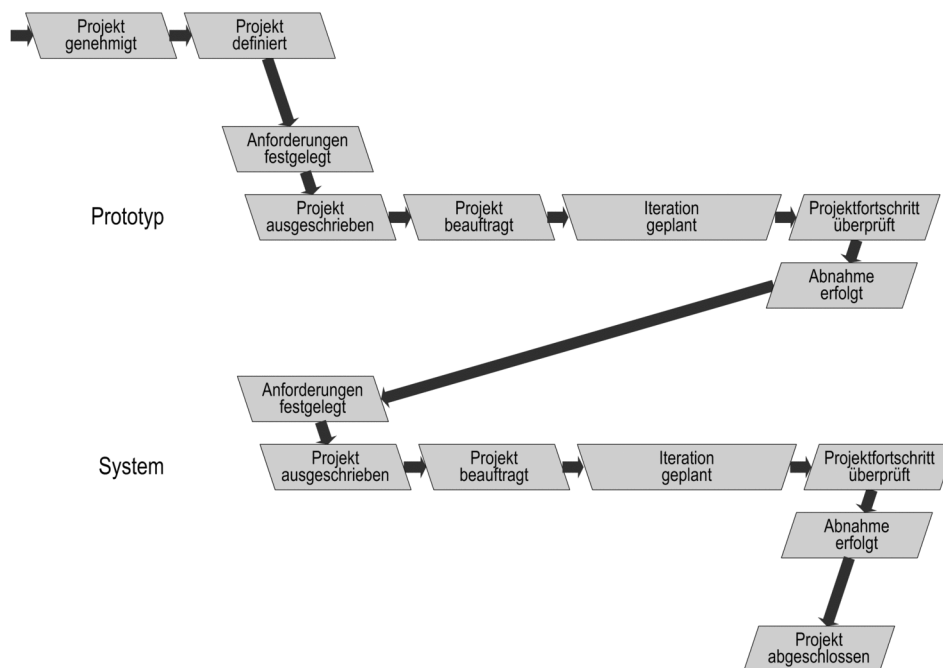 Projekt
genehmigt
Projekt
definiert
Anforderungen
festgelegt
Prototyp
Projekt
ausgeschrieben
Projekt
beauftragt
Iteration
geplant
Projektfortschritt
überprüft
Abnahme
erfolgt
Anforderungen
festgelegt
System
Projekt
ausgeschrieben
Projekt
beauftragt
Iteration
geplant
Projektfortschritt
überprüft
Abnahme
erfolgt
Projekt
abgeschlossen